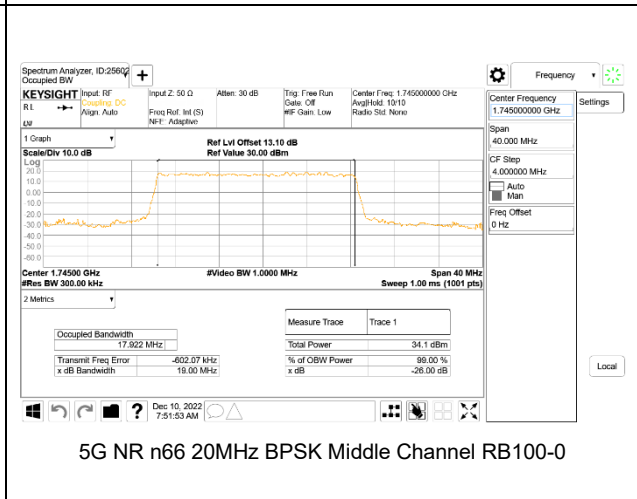 Spectrum Analyzer, ID:25602
Occupied BW
+
Frequency
KEYSIGHT
Input: RF
Input Z: 50 Ω
Atten: 30 dB
Trig: Free Run
Center Freq: 1.745000000 GHz
RL
Coupling: DC
Gate: Off
Avg|Hold: 10/10
Align: Auto
Freq Ref: Int (S)
#IF Gain: Low
Radio Std: None
NFE: Adaptive
Center Frequency
1.745000000 GHz
Settings
Span
40.000 MHz
CF Step
4.000000 MHz
Auto
Man
Freq Offset
0 Hz
1 Graph
Ref Lvl Offset 13.10 dB
Scale/Div 10.0 dB
Ref Value 30.00 dBm
Log
20.0
10.0
0.00
-10.0
-20.0
-30.0
-40.0
-50.0
-60.0
Center 1.74500 GHz
#Video BW 1.0000 MHz
Span 40 MHz
#Res BW 300.00 kHz
Sweep 1.00 ms (1001 pts)
2 Metrics
Measure Trace
Trace 1
Occupied Bandwidth
17.922 MHz
Total Power
34.1 dBm
Transmit Freq Error
-602.07 kHz
% of OBW Power
99.00 %
x dB Bandwidth
19.00 MHz
x dB
-26.00 dB
Local
?
Dec 10, 2022
7:51:53 AM
5G NR n66 20MHz BPSK Middle Channel RB100-0